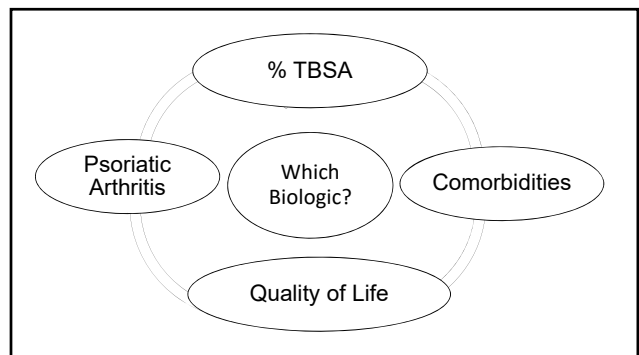 % TBSA
Psoriatic
Arthritis
Which
Biologic?
Comorbidities
Quality of Life